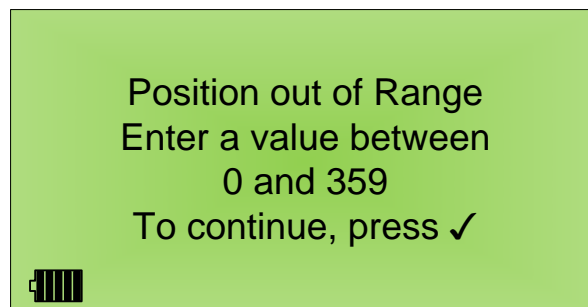 Position out of Range
Enter a value between
0 and 359
To continue, press ✓